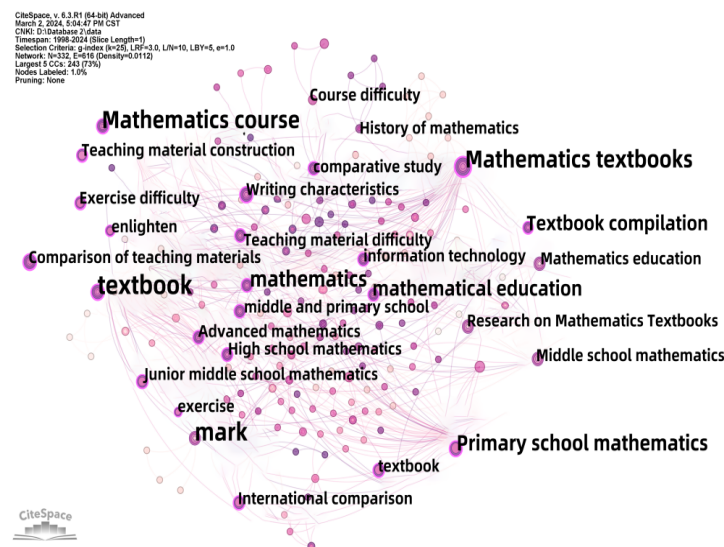 CiteSpace, v. 6.3.R1 (64-bit) Advanced
March 2, 2024, 5:04:47 PM CST
CNKI: D:\Database 2\data
Timespan: 1998-2024 (Slice Length=1)
Selection Criteria: g-index (k=25), LRF=3.0, L/N=10, LBY=5, e=1.0
Network: N=332, E=616 (Density=0.0112)
Largest 5 CCs: 243 (73%)
Nodes Labeled: 1.0%
Pruning: None
Course difficulty
Mathematics course
History of mathematics
Teaching material construction
comparative study
Mathematics textbooks
Exercise difficulty
Writing characteristics
enlighten
Textbook compilation
Teaching material difficulty
Comparison of teaching materials
information technology
Mathematics education
textbook
mathematics
mathematical education
middle and primary school
Research on Mathematics Textbooks
Advanced mathematics
High school mathematics
Middle school mathematics
Junior middle school mathematics
exercise
mark
Primary school mathematics
textbook
International comparison
CiteSpace